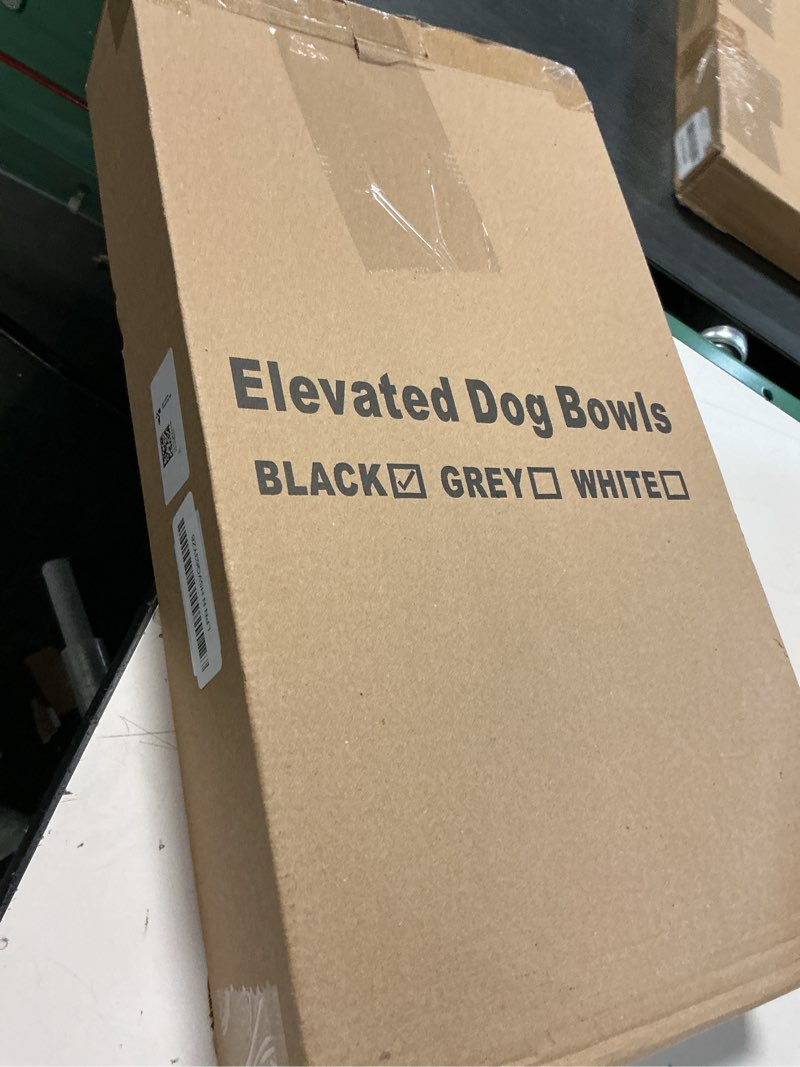 Elevated Dog Bowls
BLACK☑ GREY☐ WHITE☐